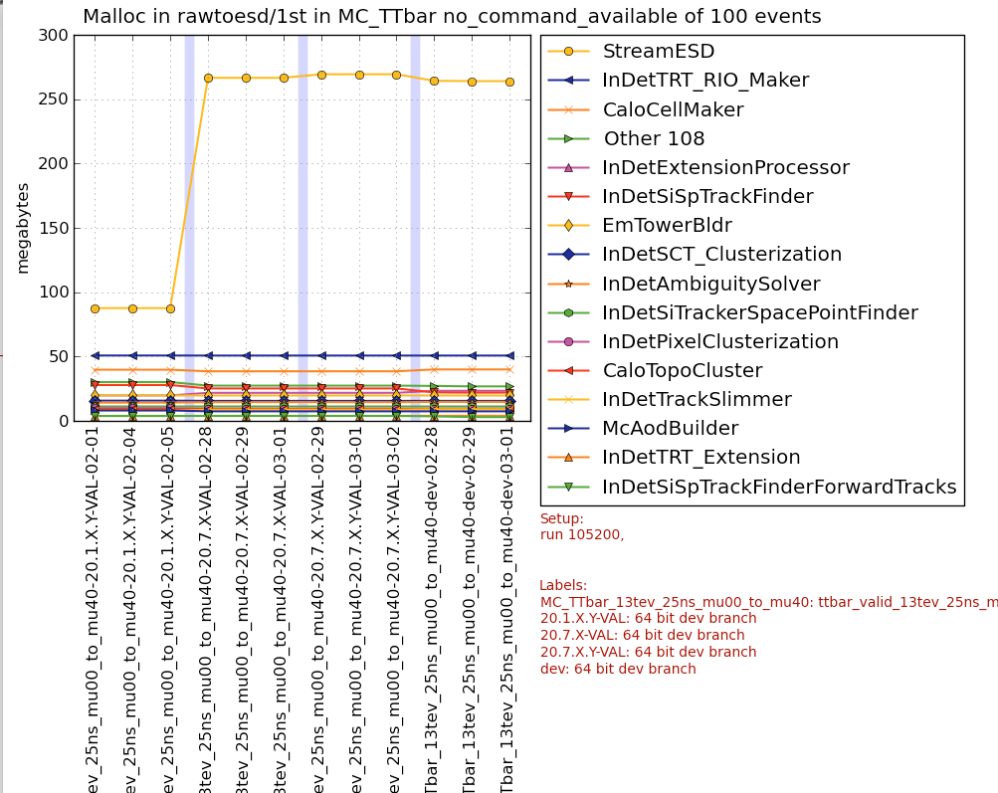 Malloc in rawtoesd/1st in MC_TTbar no_command_available of 100 events
300
250
200
150
100
50
0
megabytes
ev_25ns_mu00_to_mu40-20.1.X.Y-VAL-02-01
ev_25ns_mu00_to_mu40-20.1.X.Y-VAL-02-04
ev_25ns_mu00_to_mu40-20.1.X.Y-VAL-02-05
3tev_25ns_mu00_to_mu40-20.7.X-VAL-02-28
3tev_25ns_mu00_to_mu40-20.7.X-VAL-02-29
3tev_25ns_mu00_to_mu40-20.7.X-VAL-03-01
ev_25ns_mu00_to_mu40-20.7.X.Y-VAL-02-29
ev_25ns_mu00_to_mu40-20.7.X.Y-VAL-03-01
ev_25ns_mu00_to_mu40-20.7.X.Y-VAL-03-02
Tbar_13tev_25ns_mu00_to_mu40-dev-02-28
Tbar_13tev_25ns_mu00_to_mu40-dev-02-29
Tbar_13tev_25ns_mu00_to_mu40-dev-03-01
StreamESD
InDetTRT_RIO_Maker
CaloCellMaker
Other 108
InDetExtensionProcessor
InDetSiSpTrackFinder
EmTowerBldr
InDetSCT_Clusterization
InDetAmbiguitySolver
InDetSiTrackerSpacePointFinder
InDetPixelClusterization
CaloTopoCluster
InDetTrackSlimmer
McAodBuilder
InDetTRT_Extension
InDetSiSpTrackFinderForwardTracks
Setup:
run 105200,
Labels:
MC_TTbar_13tev_25ns_mu00_to_mu40: ttbar_valid_13tev_25ns_m
20.1.X.Y-VAL: 64 bit dev branch
20.7.X-VAL: 64 bit dev branch
20.7.X.Y-VAL: 64 bit dev branch
dev: 64 bit dev branch